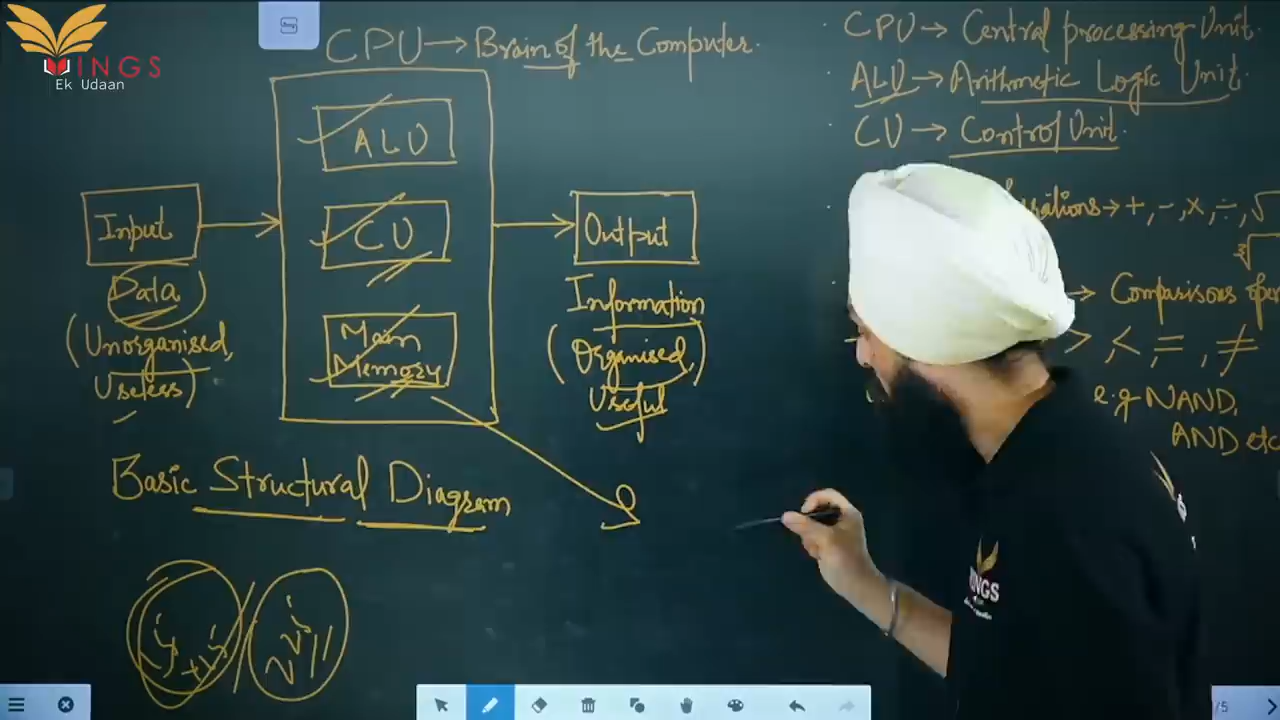 WINGS
Ek Udaan
CPU → Brain of the Computer.
ALU
CU
Main
Memory
Input
Data
(Unorganised,
Useless)
Output
Information
(Organised,
Useful
Basic Structural Diagram
CPU → Central processing Unit.
ALU → Arithmetic Logic Unit.
CU → Control Unit.
→ +, -, ×, ÷, √
∛
→ Comparisons
>, <, =, ≠
e.g NAND,
AND etc
WINGS
/5